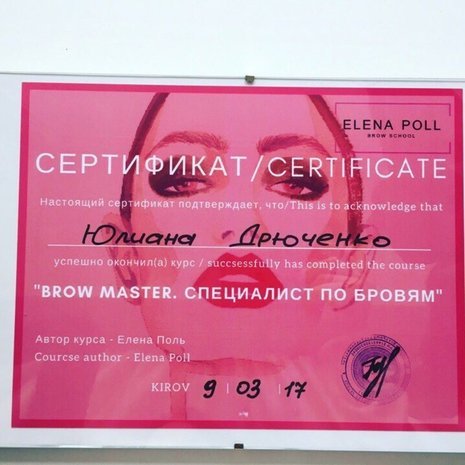 ELENA POLL
BROW SCHOOL
СЕРТИФИКАТ/CERTIFICATE
Настоящий сертификат подтверждает, что/This is to acknowledge that
Юлиана Дрюченко
успешно окончил(а) курс / succsessfully has completed the course
"BROW MASTER. СПЕЦИАЛИСТ ПО БРОВЯМ"
Автор курса - Елена Поль
Courcse author - Elena Poll
KIROV 9 | 03 | 17